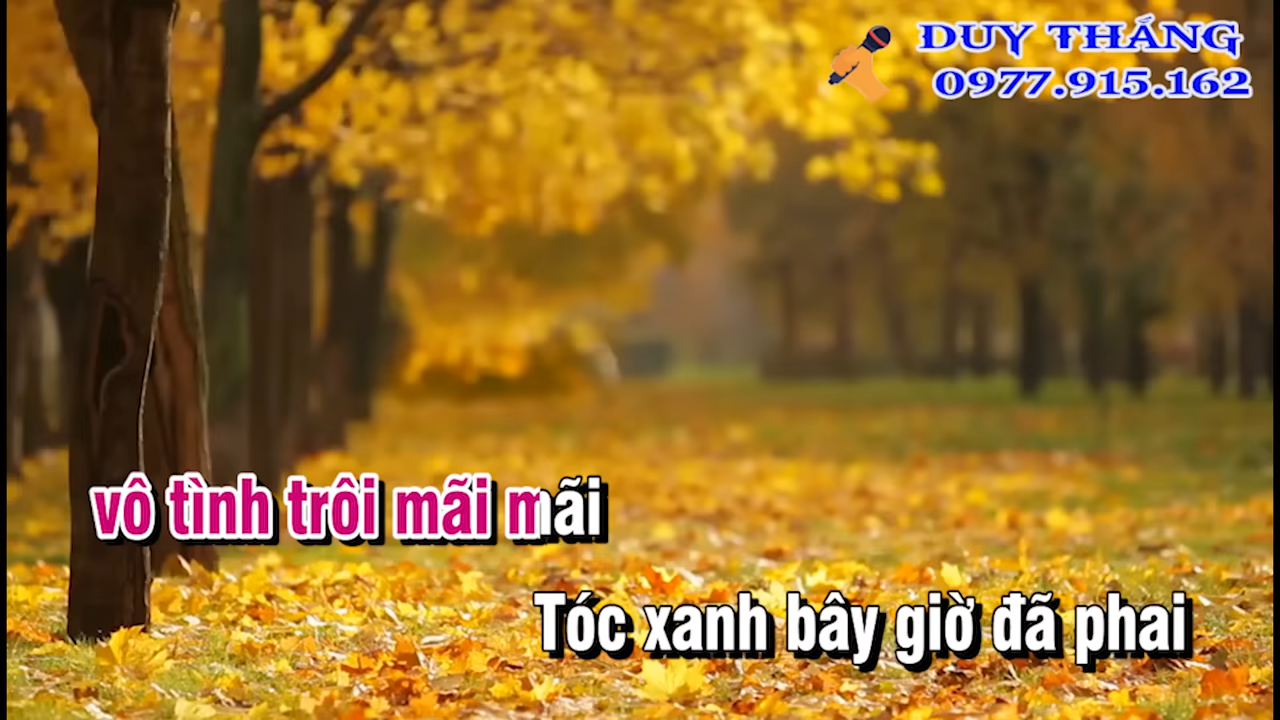 DUY THẮNG
0977.915.162
vô tình trôi mãi mãi
Tóc xanh bây giờ đã phai